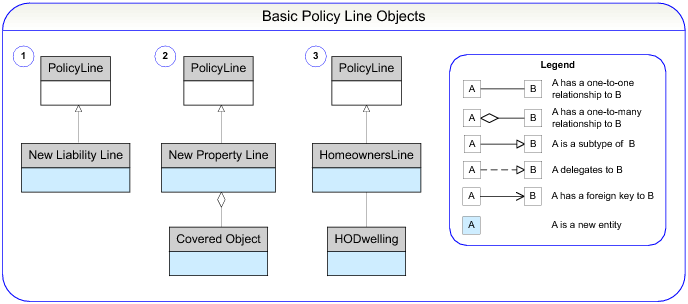 Basic Policy Line Objects
1
PolicyLine
New Liability Line
2
PolicyLine
New Property Line
Covered Object
3
PolicyLine
HomeownersLine
HODwelling
Legend
A B A has a one-to-one
relationship to B
A B A has a one-to-many
relationship to B
A B A is a subtype of B
A B A delegates to B
A B A has a foreign key to B
A A is a new entity